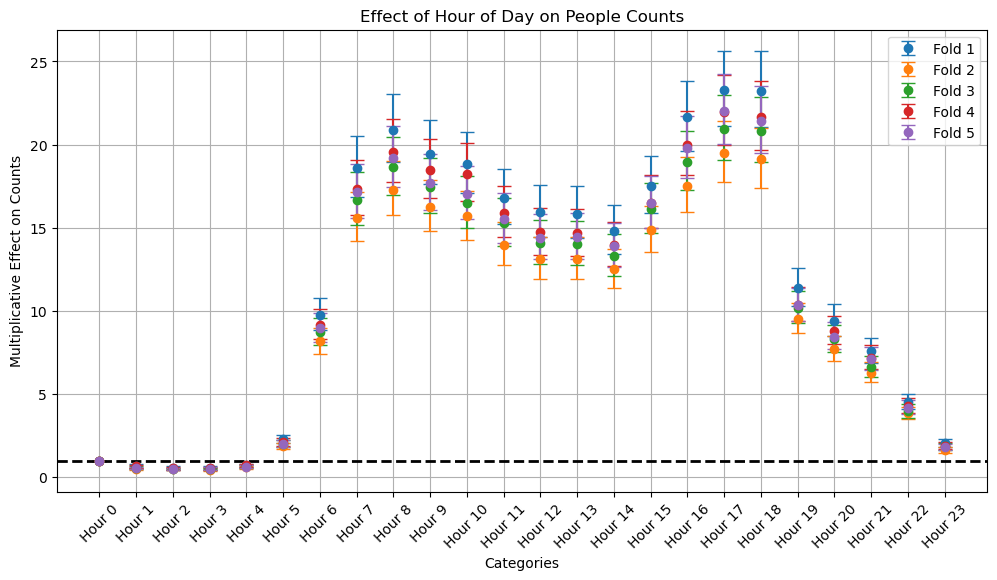 Effect of Hour of Day on People Counts
Multiplicative Effect on Counts
25
20
15
10
5
0
Fold 1
Fold 2
Fold 3
Fold 4
Fold 5
Hour 0
Hour 1
Hour 2
Hour 3
Hour 4
Hour 5
Hour 6
Hour 7
Hour 8
Hour 9
Hour 10
Hour 11
Hour 12
Hour 13
Hour 14
Hour 15
Hour 16
Hour 17
Hour 18
Hour 19
Hour 20
Hour 21
Hour 22
Hour 23
Categories